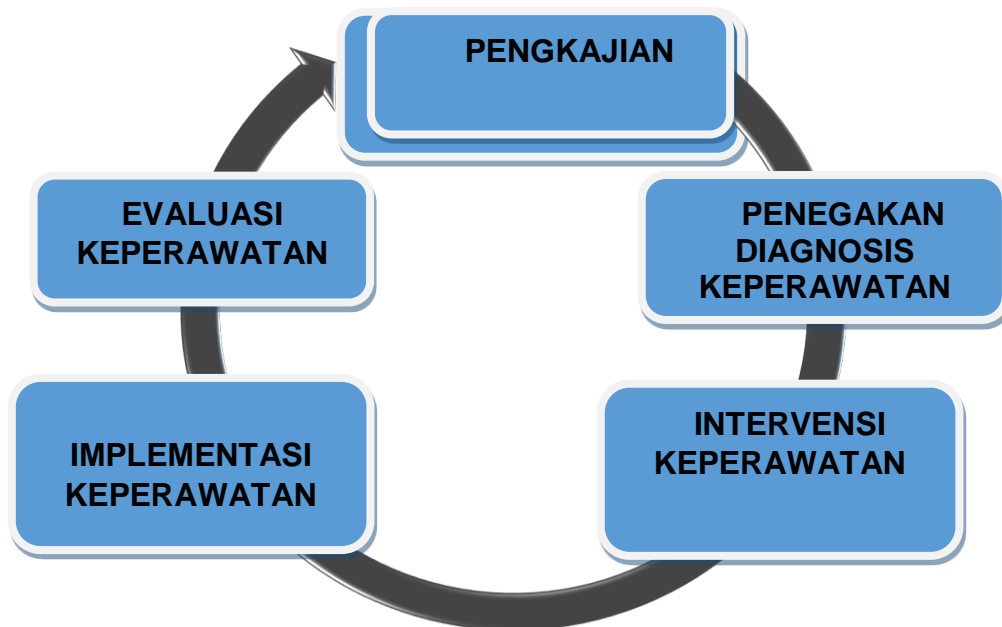 PENGKAJIAN
PENEGAKAN
DIAGNOSIS
KEPERAWATAN
INTERVENSI
KEPERAWATAN
IMPLEMENTASI
KEPERAWATAN
EVALUASI
KEPERAWATAN